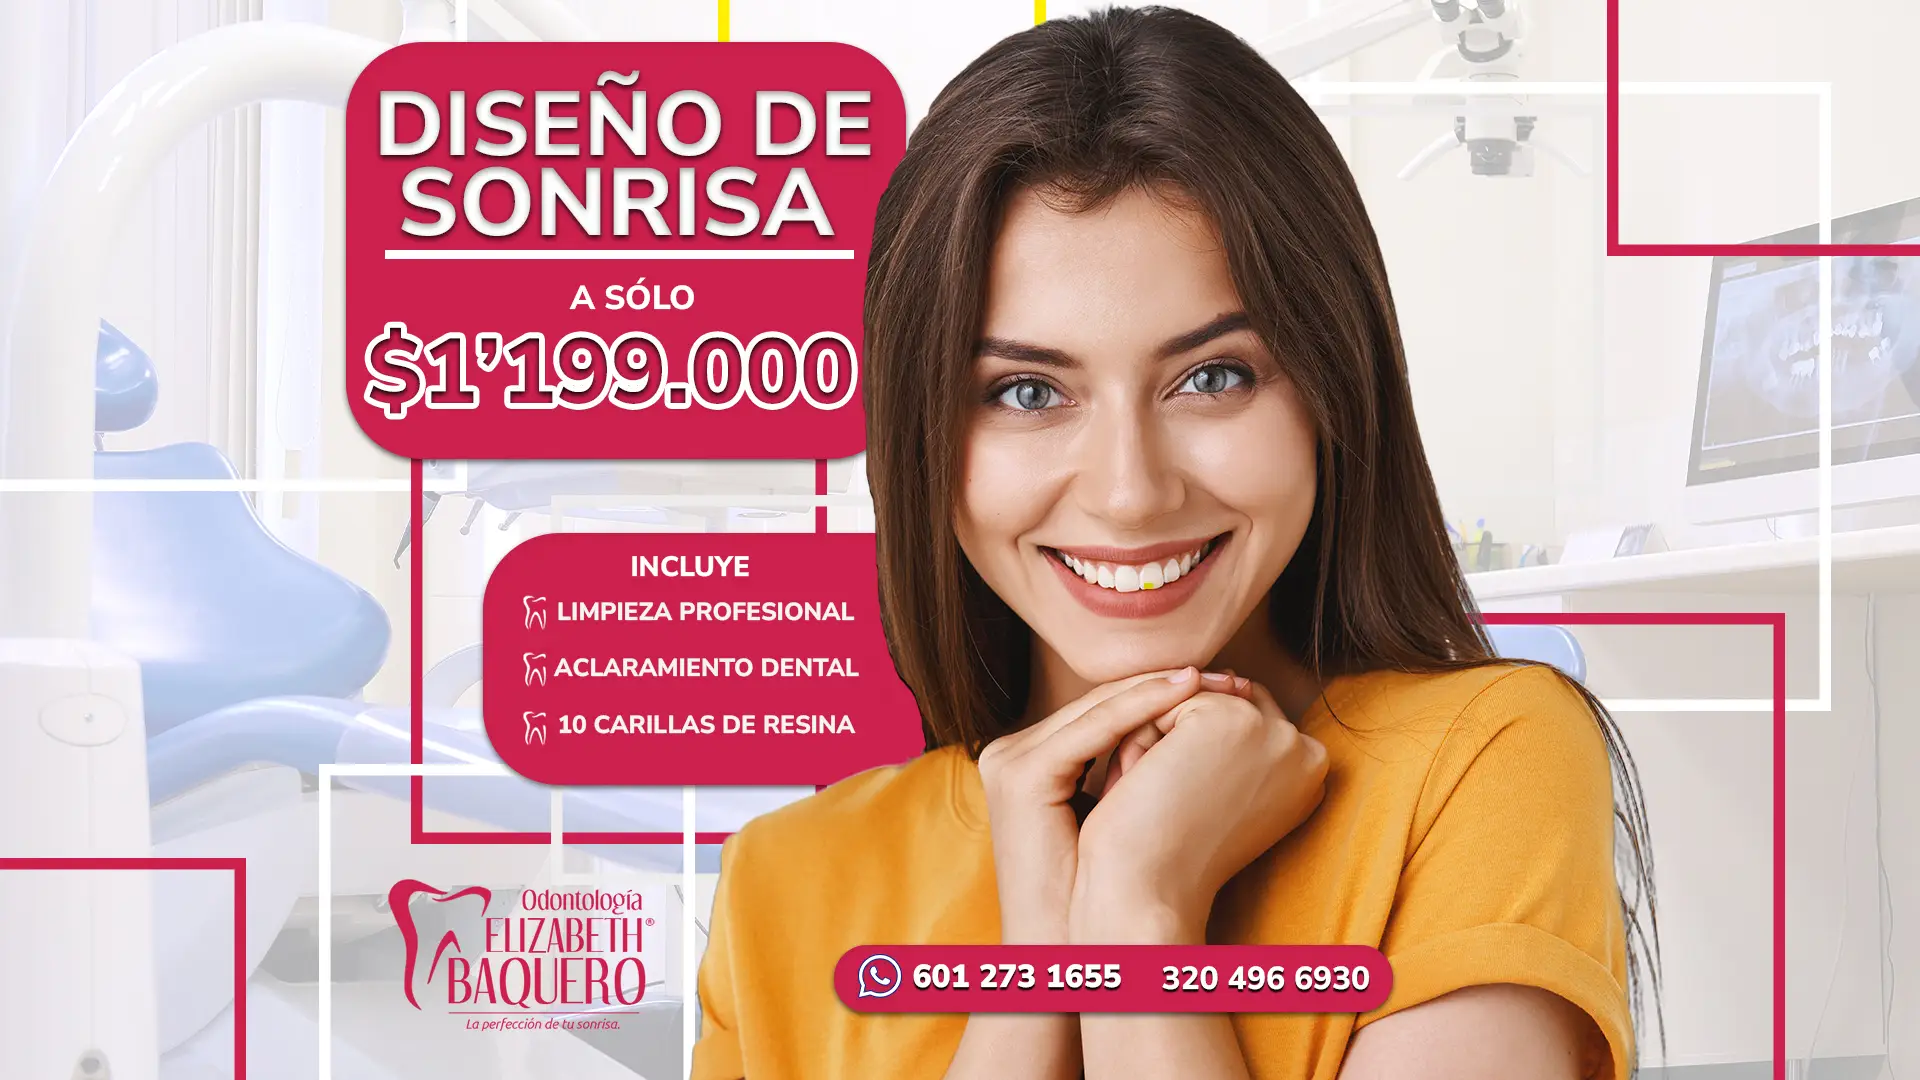 DISEÑO DE
SONRISA
A SÓLO
$1’199.000
INCLUYE
LIMPIEZA PROFESIONAL
ACLARAMIENTO DENTAL
10 CARILLAS DE RESINA
Odontología
ELIZABETH®
BAQUERO
La perfección de tu sonrisa.
601 273 1655 320 496 6930